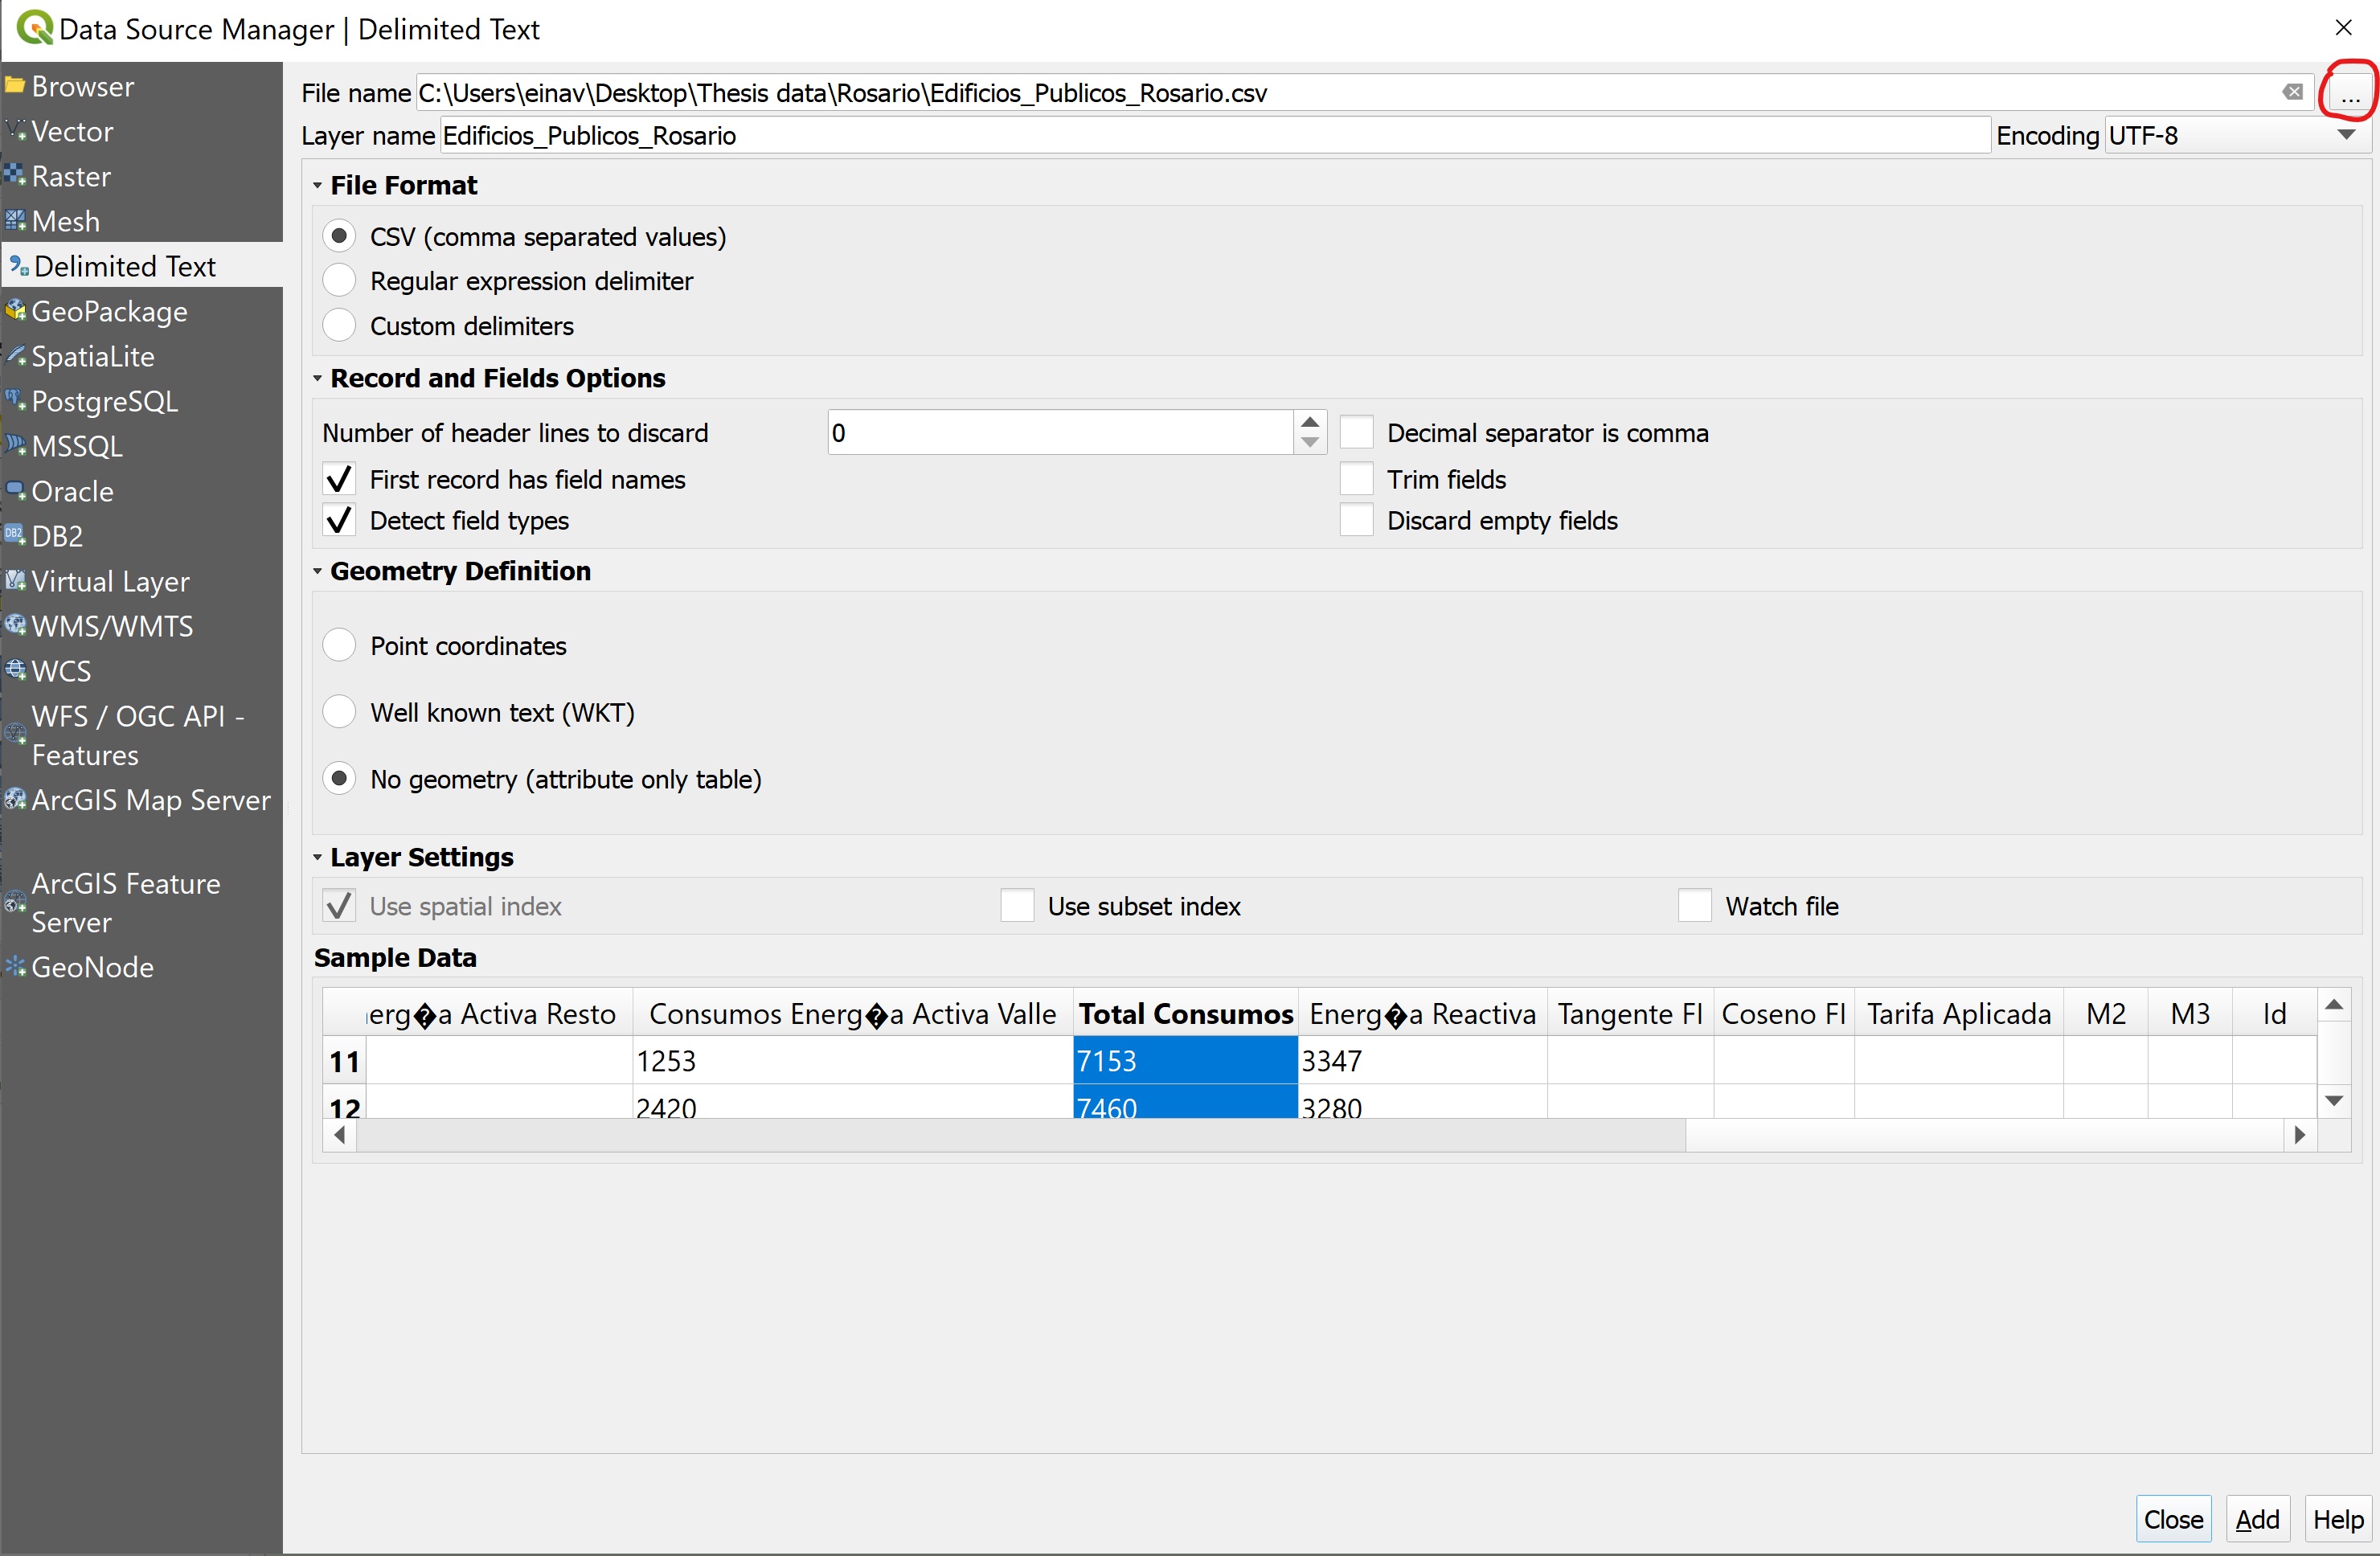 Data Source Manager | Delimited Text
Browser
Vector
Raster
Mesh
Delimited Text
GeoPackage
SpatiaLite
PostgreSQL
MSSQL
Oracle
DB2
Virtual Layer
WMS/WMTS
WCS
WFS / OGC API -
Features
ArcGIS Map Server
ArcGIS Feature
Server
GeoNode
File name C:\Users\einav\Desktop\Thesis data\Rosario\Edificios_Publicos_Rosario.csv ...
Layer name Edificios_Publicos_Rosario Encoding UTF-8
File Format
CSV (comma separated values)
Regular expression delimiter
Custom delimiters
Record and Fields Options
Number of header lines to discard 0 Decimal separator is comma
First record has field names Trim fields
Detect field types Discard empty fields
Geometry Definition
Point coordinates
Well known text (WKT)
No geometry (attribute only table)
Layer Settings
Use spatial index Use subset index Watch file
Sample Data
erg�a Activa Resto Consumos Energ�a Activa Valle Total Consumos Energ�a Reactiva Tangente FI Coseno FI Tarifa Aplicada M2 M3 Id
11 1253 7153 3347
12 2420 7460 3280
Close Add Help